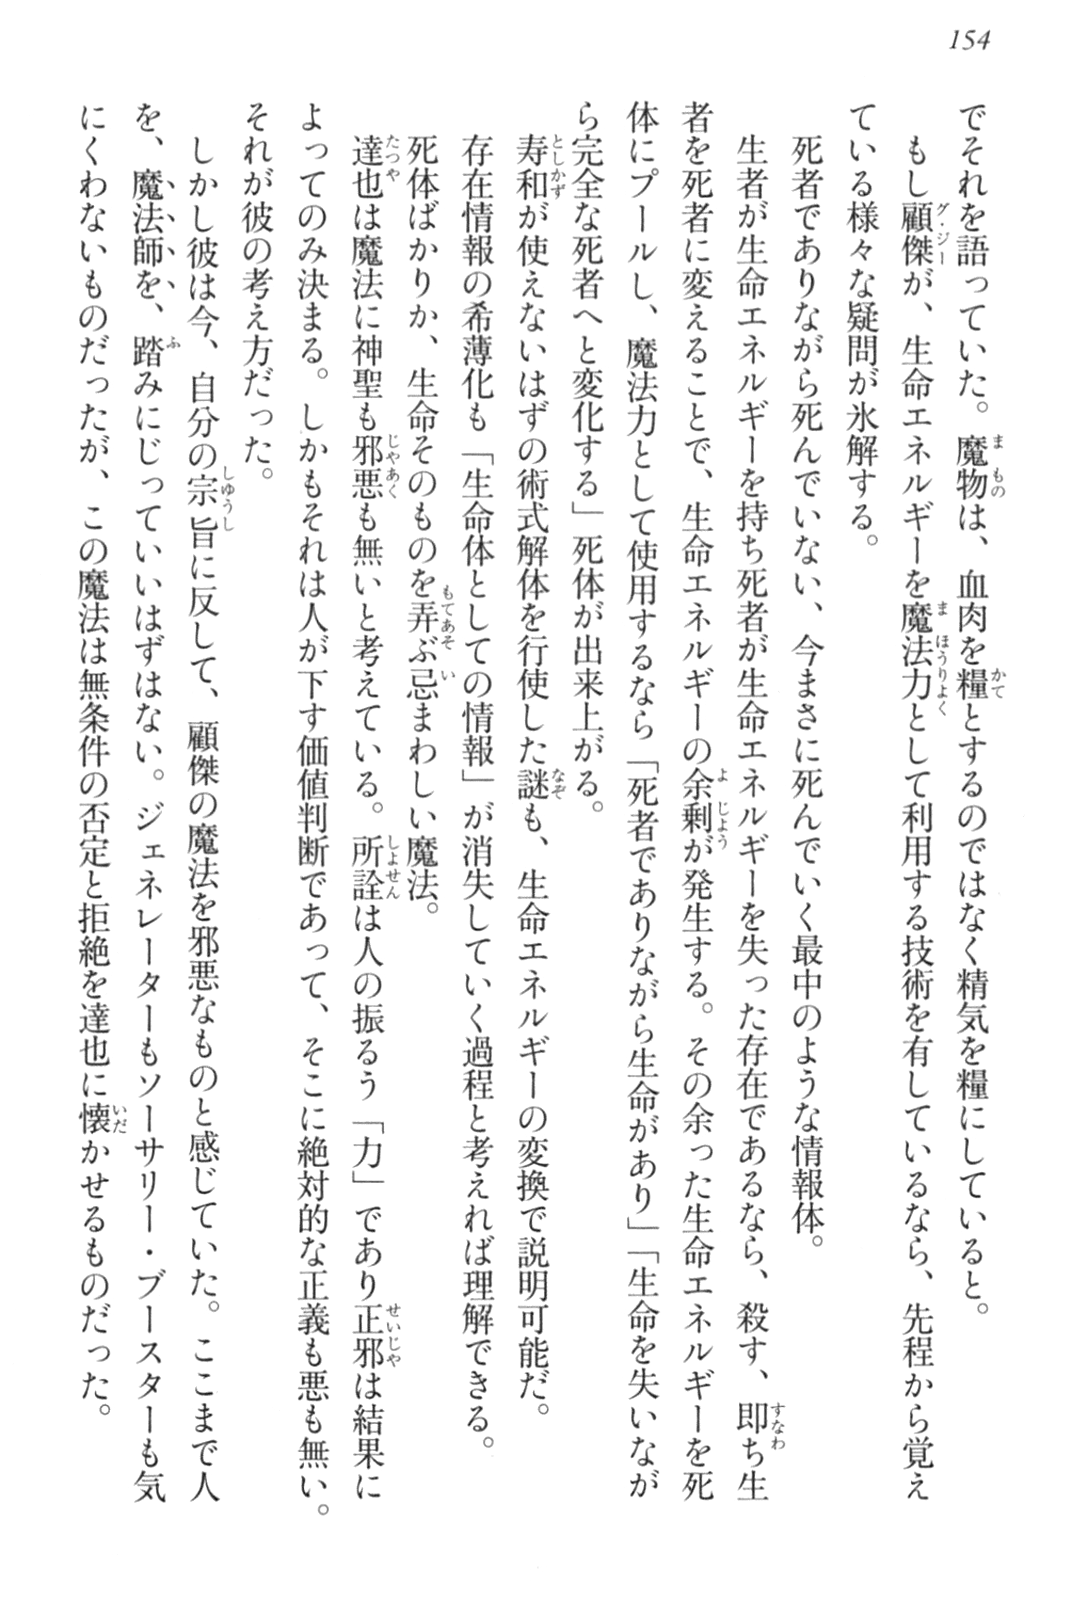 154
でそれを語っていた。魔物は、血肉を糧とするのではなく精気を糧にしていると。
もし顧傑が、生命エネルギーを魔法力として利用する技術を有しているなら、先程から覚え
ている様々な疑問が氷解する。
死者でありながら死んでいない、今まさに死んでいく最中のような情報体。
生者が生命エネルギーを持ち死者が生命エネルギーを失った存在であるなら、殺す、即ち生
者を死者に変えることで、生命エネルギーの余剰が発生する。その余った生命エネルギーを死
体にプールし、魔法力として使用するなら「死者でありながら生命があり」「生命を失いなが
ら完全な死者へと変化する」死体が出来上がる。
寿和が使えないはずの術式解体を行使した謎も、生命エネルギーの変換で説明可能だ。
存在情報の希薄化も「生命体としての情報」が消失していく過程と考えれば理解できる。
死体ばかりか、生命そのものを弄ぶ忌まわしい魔法。
達也は魔法に神聖も邪悪も無いと考えている。所詮は人の振るう「力」であり正邪は結果に
よってのみ決まる。しかもそれは人が下す価値判断であって、そこに絶対的な正義も悪も無い。
それが彼の考え方だった。
しかし彼は今、自分の宗旨に反して、顧傑の魔法を邪悪なものと感じていた。ここまで人
を、魔法師を、踏みにじっていいはずはない。ジェネレーターもソーサリー・ブースターも気
にくわないものだったが、この魔法は無条件の否定と拒絶を達也に懐かせるものだった。